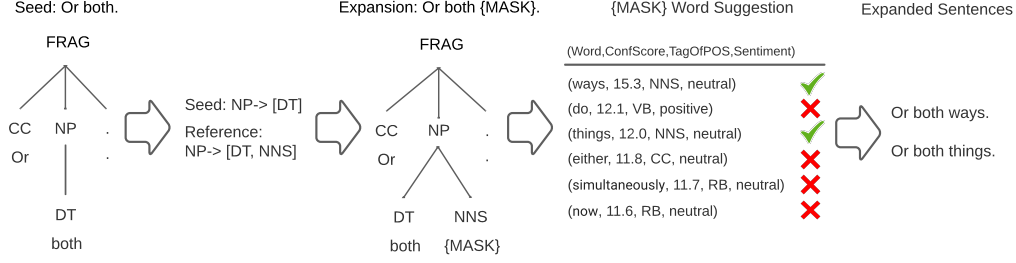 Seed: Or both.
FRAG
CC NP .
Or .
DT
both
Seed: NP-> [DT]
Reference:
NP-> [DT, NNS]
Expansion: Or both {MASK}.
FRAG
CC NP .
Or .
DT NNS
both {MASK}
{MASK} Word Suggestion
(Word,ConfScore,TagOfPOS,Sentiment)
(ways, 15.3, NNS, neutral)
(do, 12.1, VB, positive)
(things, 12.0, NNS, neutral)
(either, 11.8, CC, neutral)
(simultaneously, 11.7, RB, neutral)
(now, 11.6, RB, neutral)
Expanded Sentences
Or both ways.
Or both things.